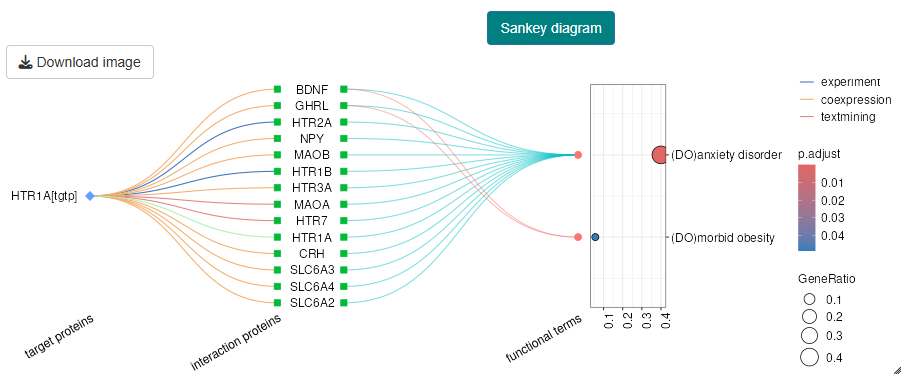 Sankey diagram
Download image
HTR1A[tgtp]
BDNF
GHRL
HTR2A
NPY
MAOB
HTR1B
HTR3A
MAOA
HTR7
HTR1A
CRH
SLC6A3
SLC6A4
SLC6A2
target proteins
interaction proteins
functional terms
(DO)anxiety disorder
(DO)morbid obesity
0.1
0.2
0.3
0.4
experiment
coexpression
textmining
p.adjust
0.01
0.02
0.03
0.04
GeneRatio
0.1
0.2
0.3
0.4